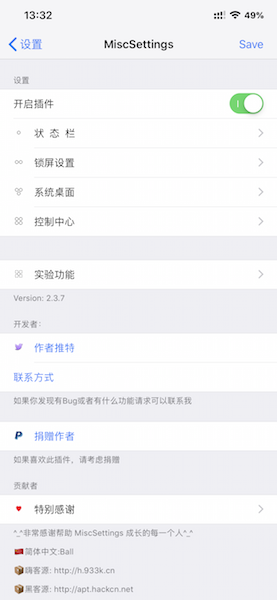 13:32
49%
设置
MiscSettings
Save
设置
开启插件
状 态 栏
锁屏设置
系统桌面
控制中心
实验功能
Version: 2.3.7
开发者:
作者推特
联系方式
如果你发现有Bug或者有什么功能请求可以联系我
捐赠作者
如果喜欢此插件，请考虑捐赠
贡献者
特别感谢
^_^非常感谢帮助 MiscSettings 成长的每一个人^_^
🇨🇳简体中文:Ball
📦嗨客源: http://h.933k.cn
📦黑客源: http://apt.hackcn.net